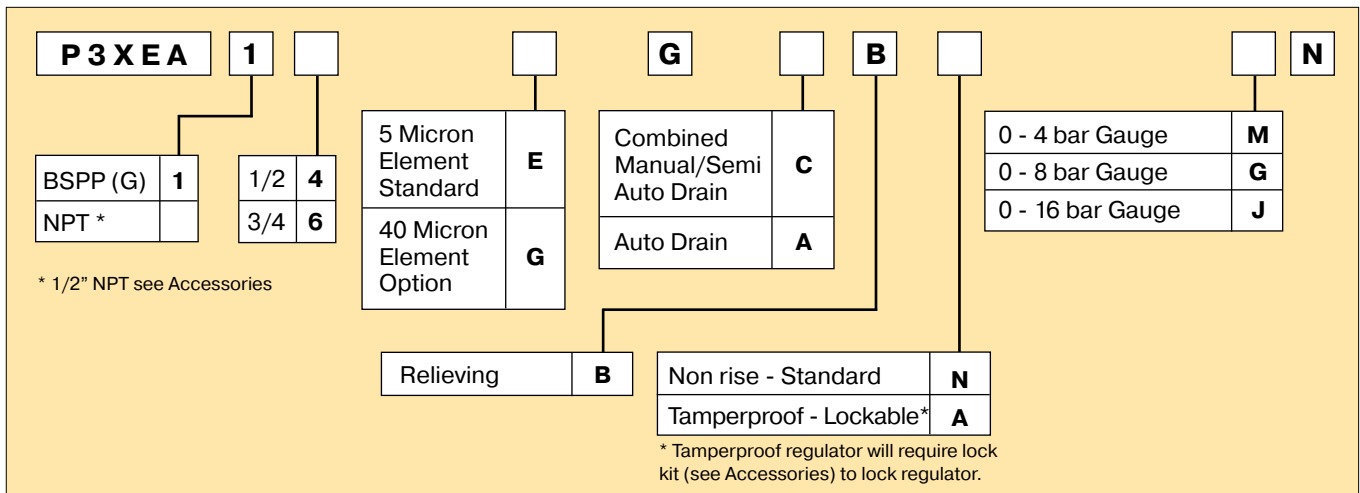 P3XEA 1 G B N
BSPP (G) 1
NPT *
* 1/2” NPT see Accessories
1/2 4
3/4 6
5 Micron
Element
Standard
E
40 Micron
Element
Option
G
Combined
Manual/Semi
Auto Drain
C
Auto Drain A
0 - 4 bar Gauge M
0 - 8 bar Gauge G
0 - 16 bar Gauge J
Relieving B
Non rise - Standard N
Tamperproof - Lockable* A
* Tamperproof regulator will require lock
kit (see Accessories) to lock regulator.